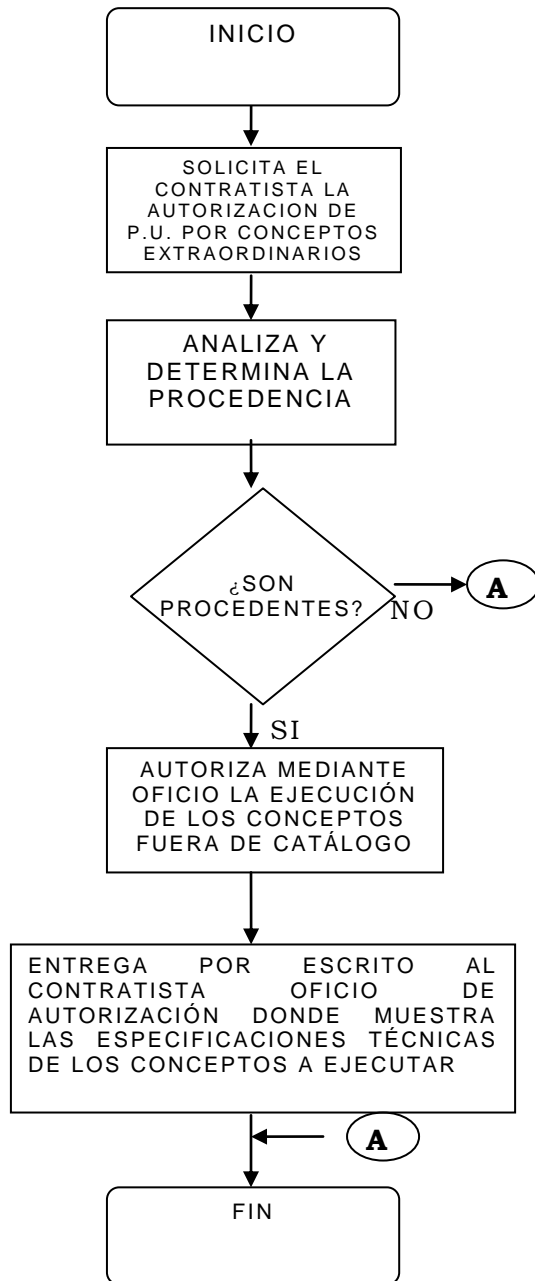 INICIO
SOLICITA EL
CONTRATISTA LA
AUTORIZACION DE
P.U. POR CONCEPTOS
EXTRAORDINARIOS
ANALIZA Y
DETERMINA LA
PROCEDENCIA
¿SON
PROCEDENTES?
NO
A
SI
AUTORIZA MEDIANTE
OFICIO LA EJECUCIÓN
DE LOS CONCEPTOS
FUERA DE CATÁLOGO
ENTREGA POR ESCRITO AL
CONTRATISTA OFICIO DE
AUTORIZACIÓN DONDE MUESTRA
LAS ESPECIFICACIONES TÉCNICAS
DE LOS CONCEPTOS A EJECUTAR
A
FIN